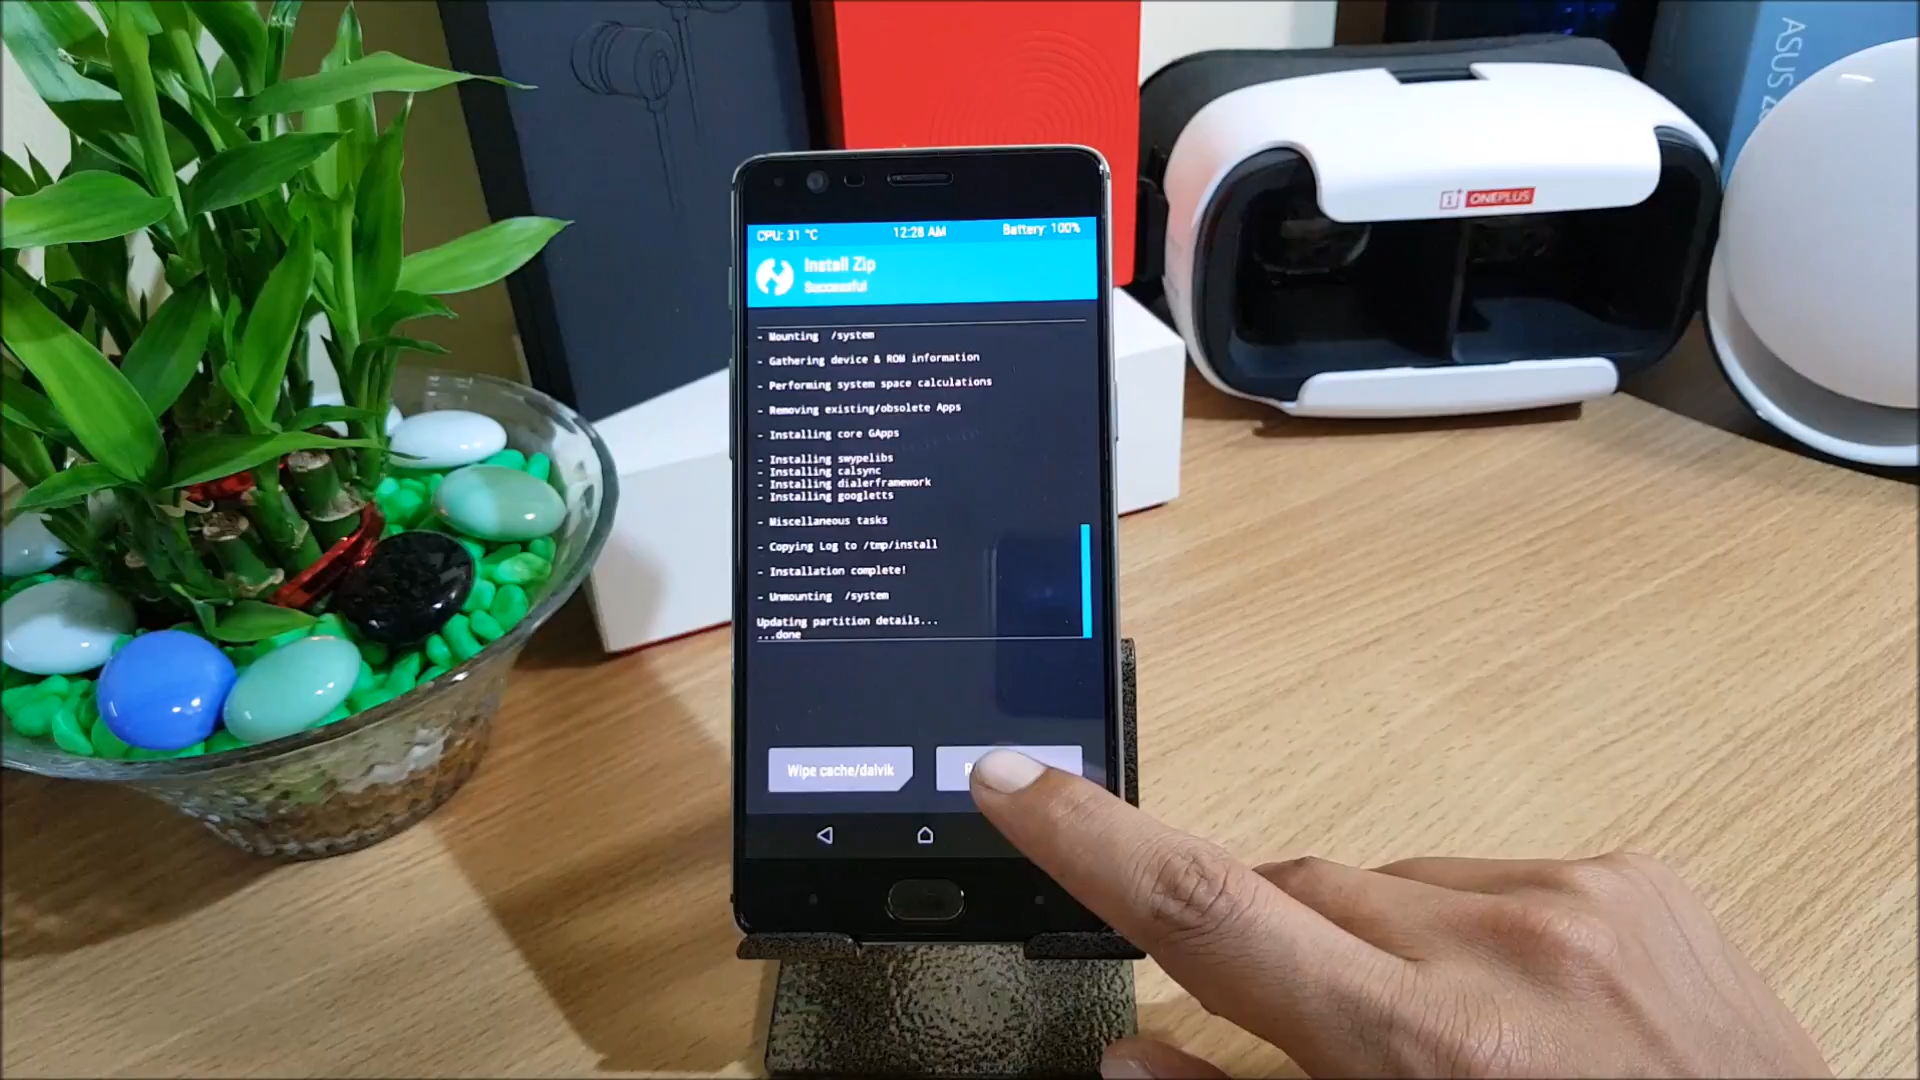 CPU: 31 °C 12:28 AM Battery: 100%
Install Zip
Successful
- Mounting /system
- Gathering device & ROM information
- Performing system space calculations
- Removing existing/obsolete Apps
- Installing core GApps
- Installing swypelibs
- Installing calsync
- Installing dialerframework
- Installing googletts
- Miscellaneous tasks
- Copying Log to /tmp/install
- Installation complete!
- Unmounting /system
Updating partition details...
...done
Wipe cache/dalvik
ONEPLUS
ASUS